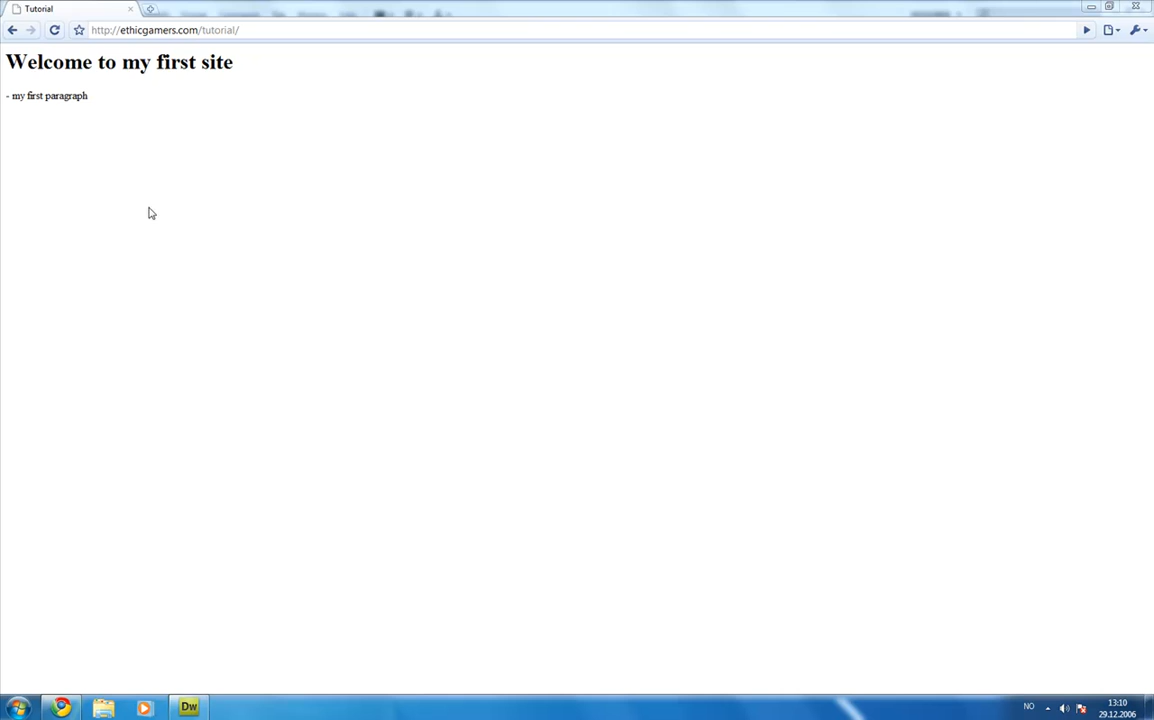 Tutorial
http://ethicgamers.com/tutorial/
Welcome to my first site
- my first paragraph
Dw
NO
13:10
29.12.2006